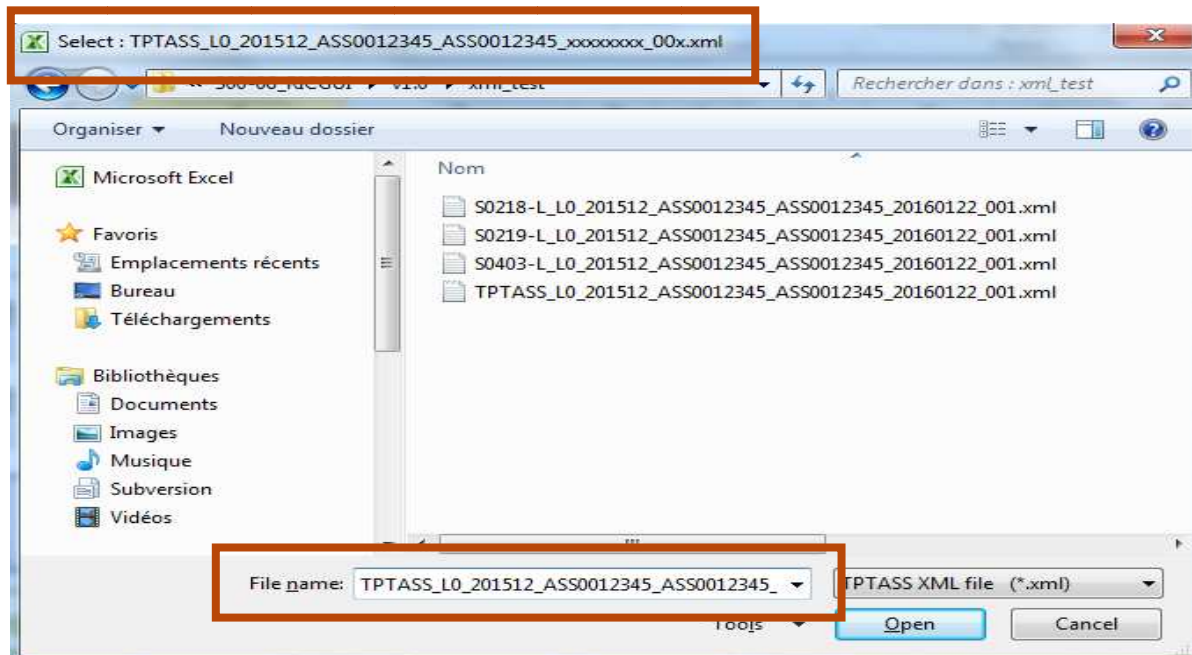 Select : TPTASS_L0_201512_ASS0012345_ASS0012345_xxxxxxxx_00x.xml
xml_test
Rechercher dans : xml_test
Organiser
Nouveau dossier
Microsoft Excel
Favoris
Emplacements récents
Bureau
Téléchargements
Bibliothèques
Documents
Images
Musique
Subversion
Vidéos
Nom
S0218-L_L0_201512_ASS0012345_ASS0012345_20160122_001.xml
S0219-L_L0_201512_ASS0012345_ASS0012345_20160122_001.xml
S0403-L_L0_201512_ASS0012345_ASS0012345_20160122_001.xml
TPTASS_L0_201512_ASS0012345_ASS0012345_20160122_001.xml
File name: TPTASS_L0_201512_ASS0012345_ASS0012345_
TPTASS XML file (*.xml)
Tools
Open
Cancel